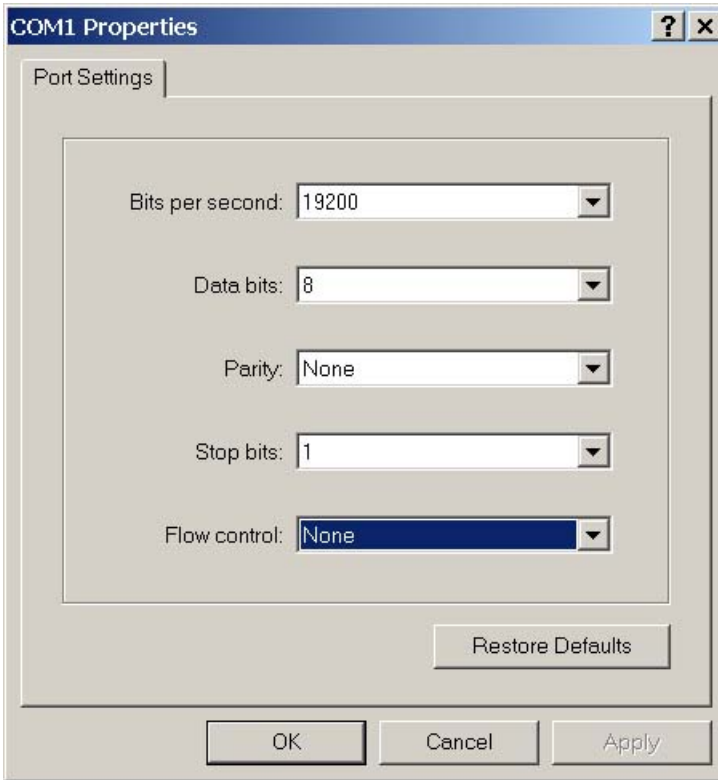 COM1 Properties
Port Settings
Bits per second: 19200
Data bits: 8
Parity: None
Stop bits: 1
Flow control: None
Restore Defaults
OK Cancel Apply